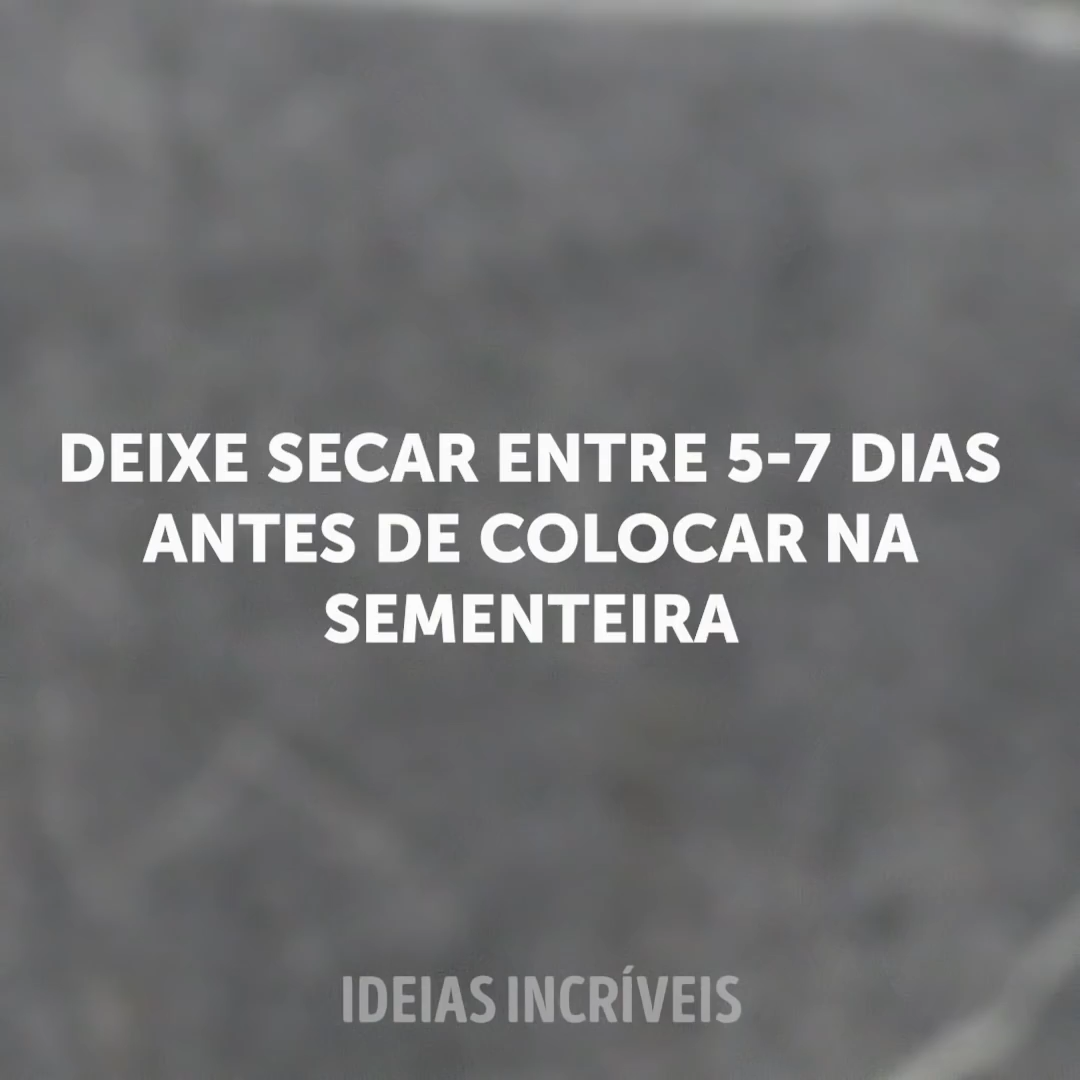 DEIXE SECAR ENTRE 5-7 DIAS
ANTES DE COLOCAR NA
SEMENTEIRA
IDEIAS INCRÍVEIS